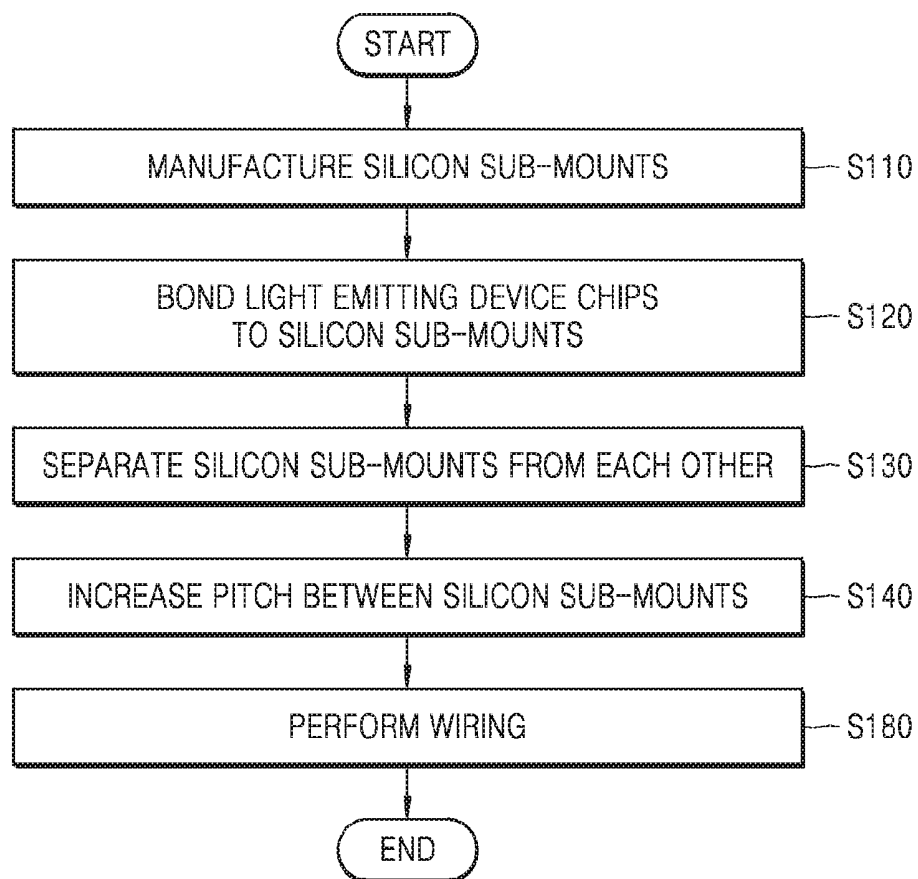 START
MANUFACTURE SILICON SUB-MOUNTS
S110
BOND LIGHT EMITTING DEVICE CHIPS
TO SILICON SUB-MOUNTS
S120
SEPARATE SILICON SUB-MOUNTS FROM EACH OTHER
S130
INCREASE PITCH BETWEEN SILICON SUB-MOUNTS
S140
PERFORM WIRING
S180
END